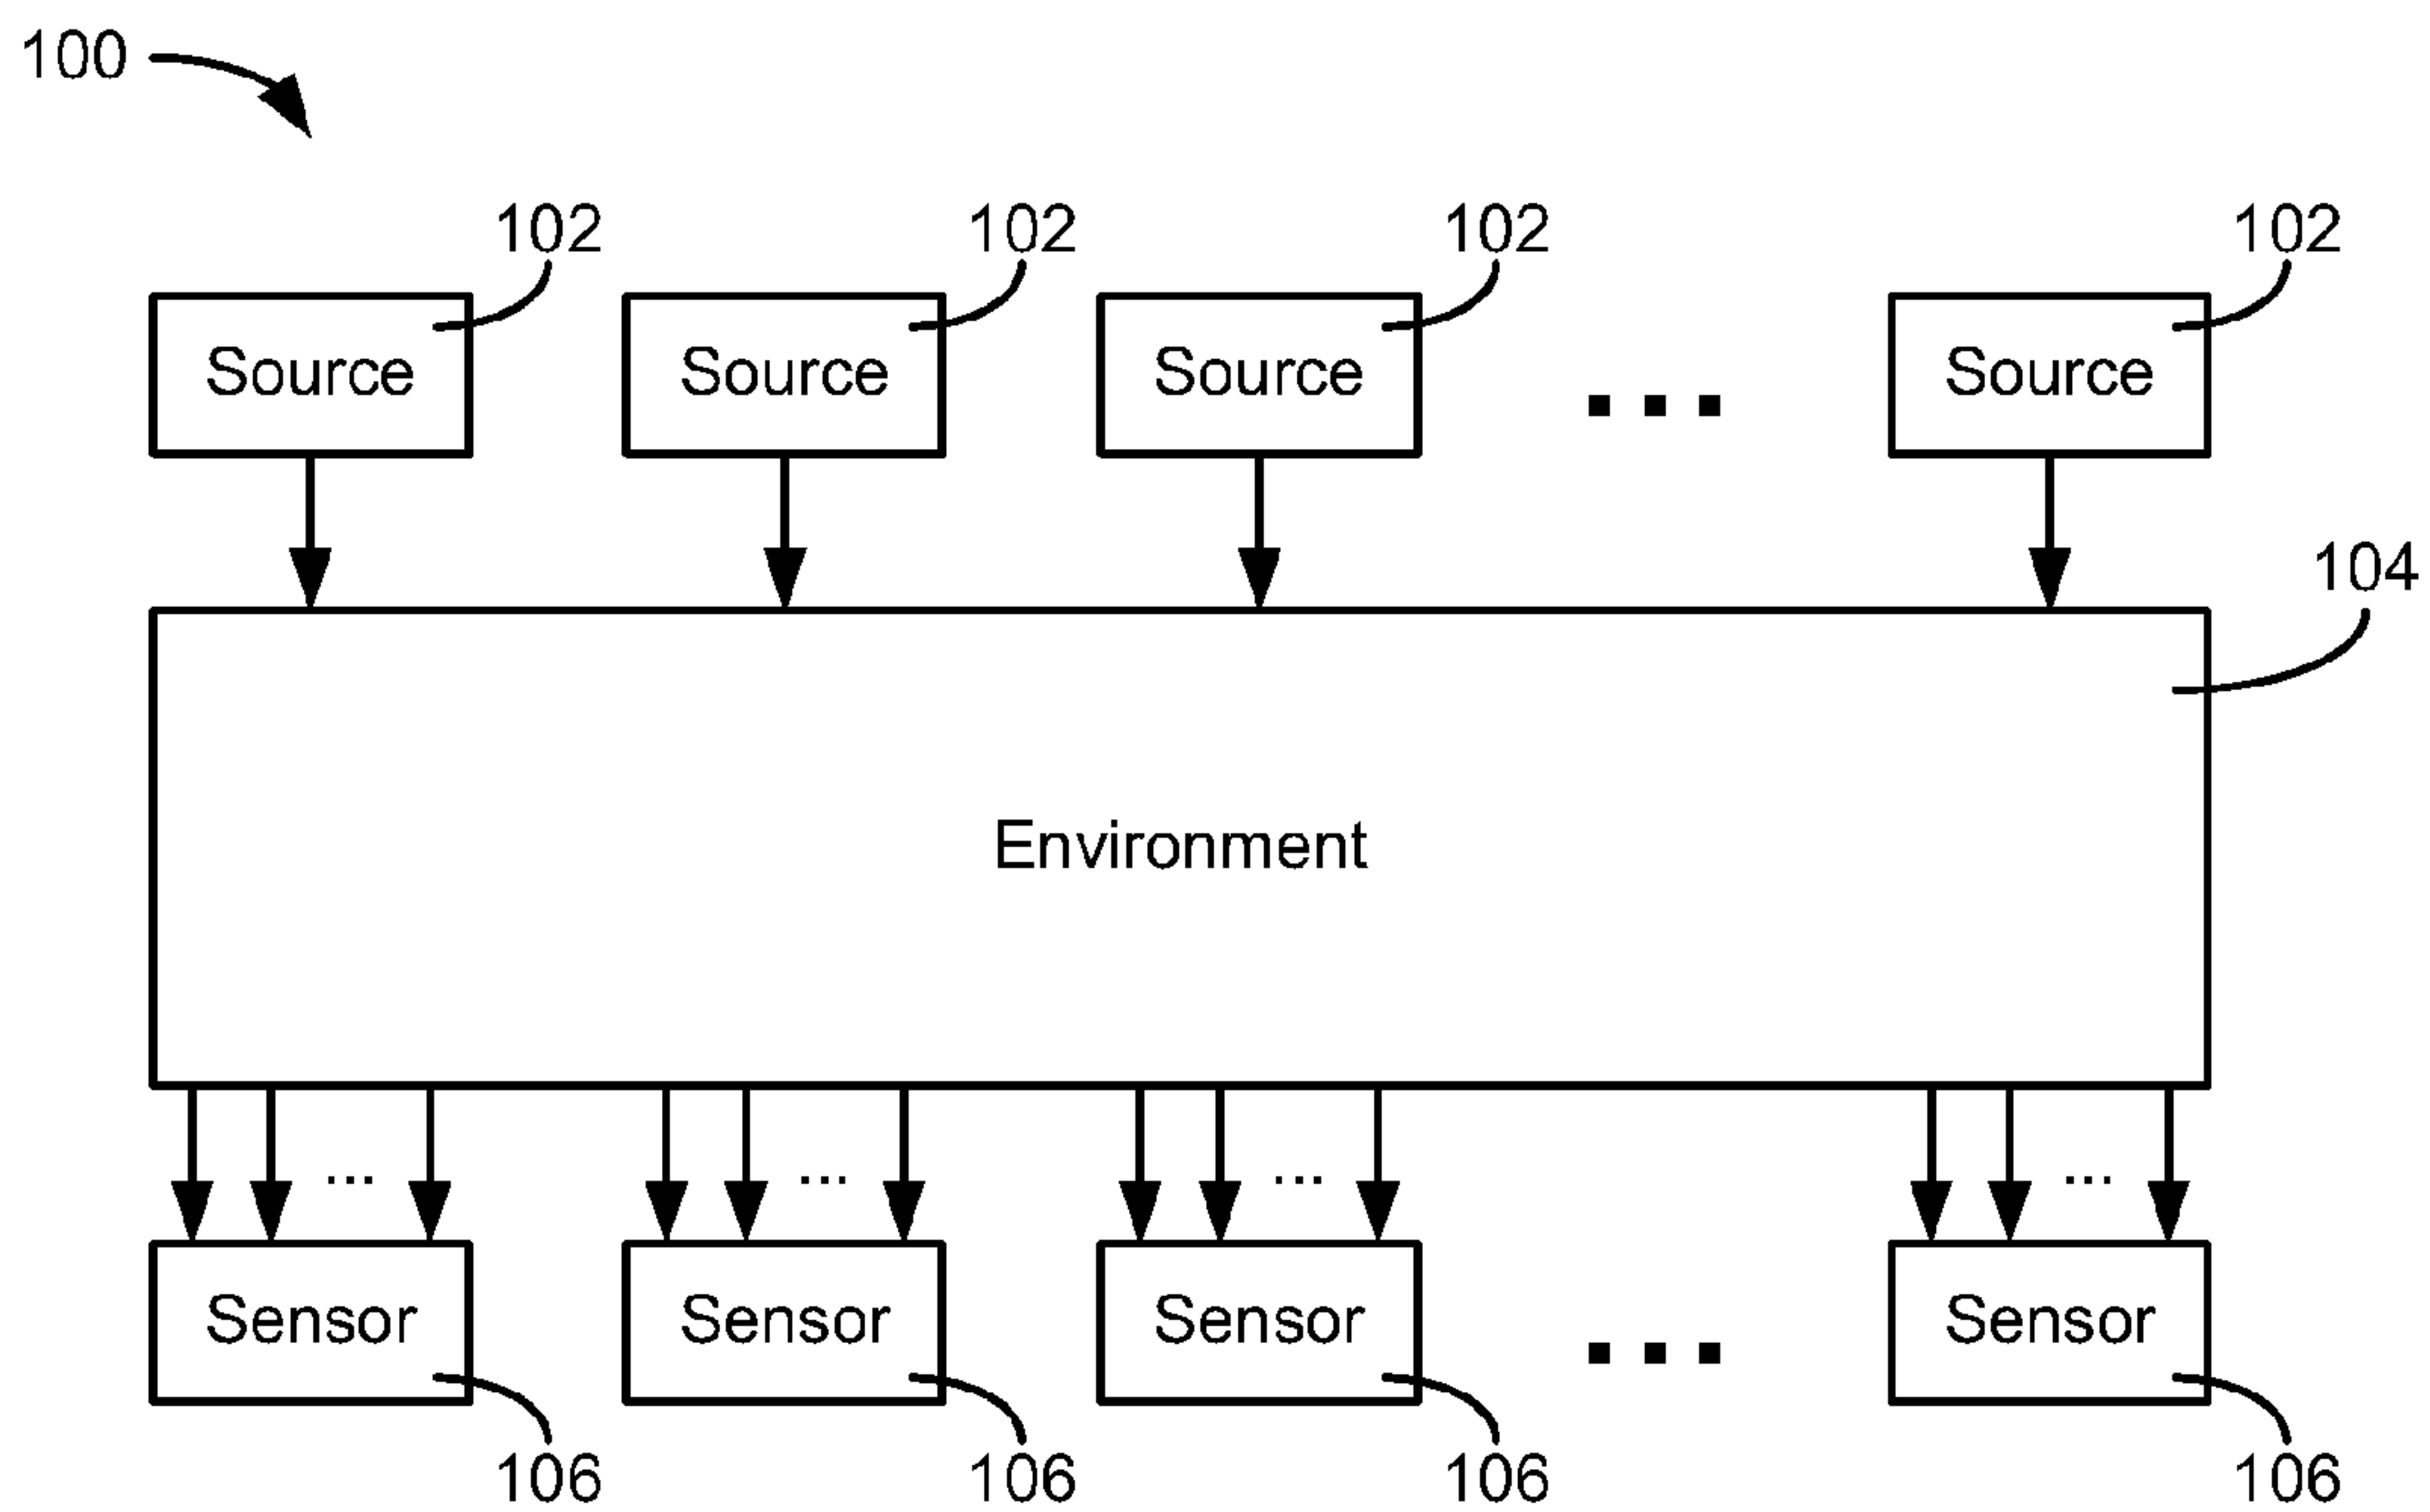 100
102 102 102 102
Source Source Source ... Source
104
Environment
... ... ... ...
Sensor Sensor Sensor ... Sensor
106 106 106 106